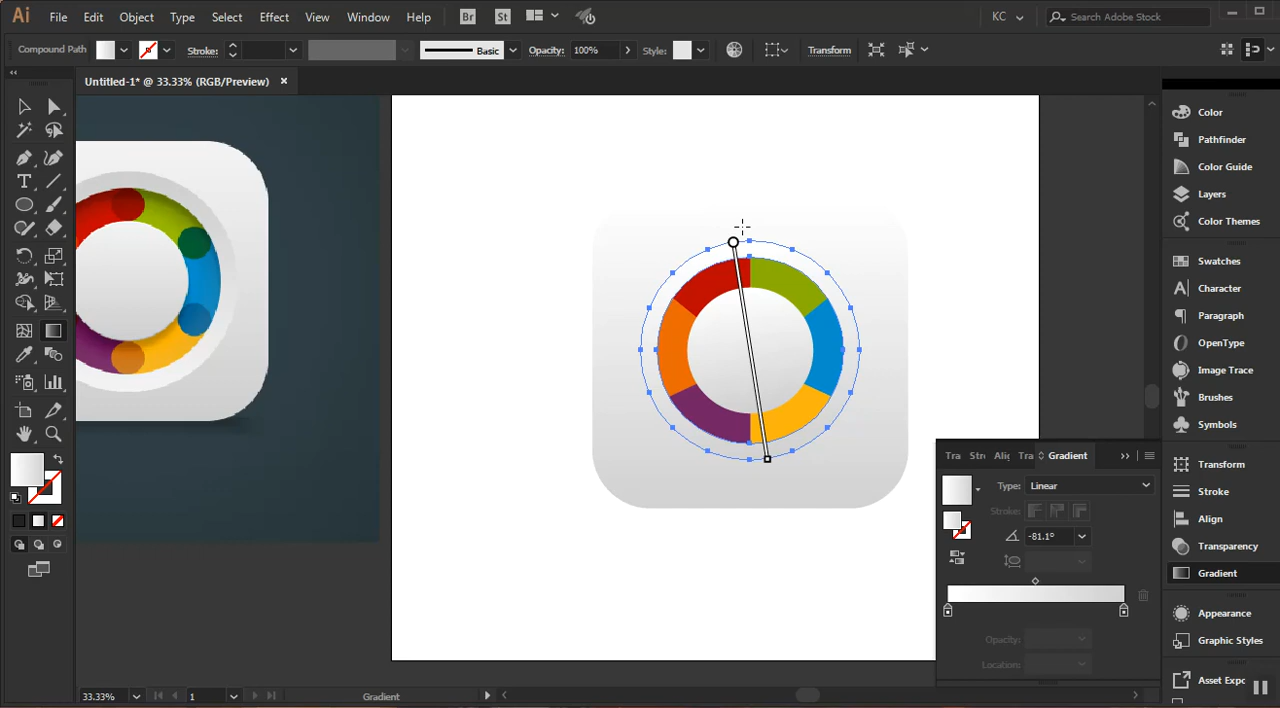 Ai File Edit Object Type Select Effect View Window Help Br St KC Search Adobe Stock
Compound Path Stroke: Basic Opacity: 100% Style: Transform
Untitled-1* @ 33.33% (RGB/Preview)
Color
Pathfinder
Color Guide
Layers
Color Themes
Swatches
Character
Paragraph
OpenType
Image Trace
Brushes
Symbols
Transform
Stroke
Align
Transparency
Gradient
Appearance
Graphic Styles
Asset Expo
Tra Str Alig Tra Gradient
Type: Linear
Stroke:
-81.1°
Opacity:
Location:
33.33% 1 Gradient